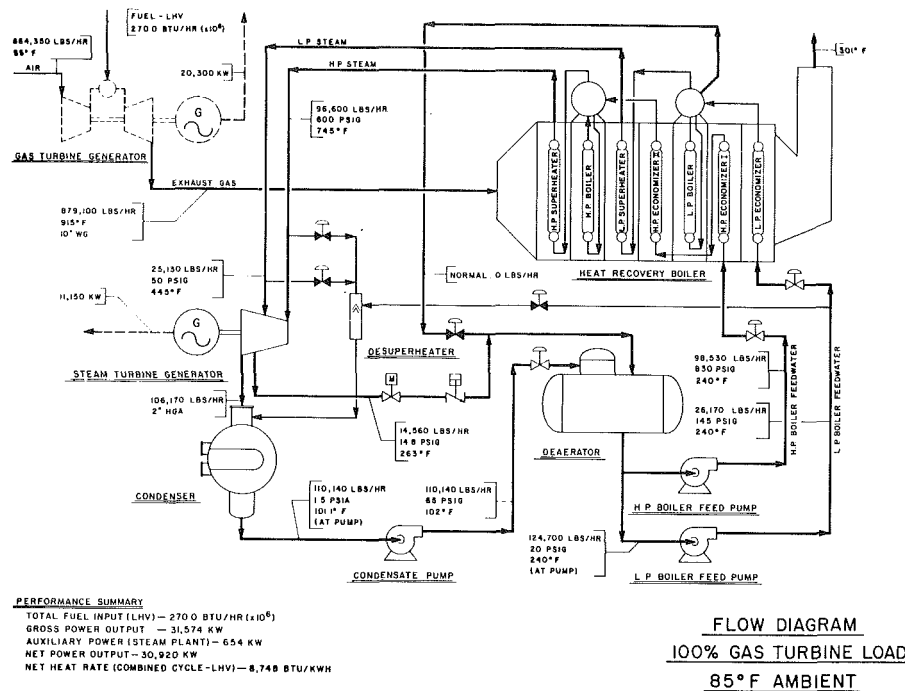 FUEL-LHV
270.0 BTU/HR (x10⁶)
864,350 LBS/HR
85° F
AIR
20,300 KW
G
GAS TURBINE GENERATOR
L P STEAM
H P STEAM
96,600 LBS/HR
600 PSIG
745° F
301° F
EXHAUST GAS
879,100 LBS/HR
915° F
10" WG
H.P. SUPERHEATER
H.P. BOILER
L.P. SUPERHEATER
H.P. ECONOMIZER II
L.P. BOILER
H.P. ECONOMIZER I
L.P. ECONOMIZER
HEAT RECOVERY BOILER
25,130 LBS/HR
50 PSIG
445° F
NORMAL: 0 LBS/HR
11,150 KW
G
STEAM TURBINE GENERATOR
DESUPERHEATER
M
106,170 LBS/HR
2" HGA
14,560 LBS/HR
14.8 PSIG
263° F
CONDENSER
110,140 LBS/HR
1.5 PSIA
101.1° F
(AT PUMP)
110,140 LBS/HR
65 PSIG
102° F
CONDENSATE PUMP
DEAERATOR
98,530 LBS/HR
830 PSIG
240° F
26,170 LBS/HR
145 PSIG
240° F
H.P. BOILER FEEDWATER
L.P. BOILER FEEDWATER
H P BOILER FEED PUMP
124,700 LBS/HR
20 PSIG
240° F
(AT PUMP)
L P BOILER FEED PUMP
PERFORMANCE SUMMARY
TOTAL FUEL INPUT (LHV) — 270.0 BTU/HR (x10⁶)
GROSS POWER OUTPUT — 31,574 KW
AUXILIARY POWER (STEAM PLANT) — 654 KW
NET POWER OUTPUT — 30,920 KW
NET HEAT RATE (COMBINED CYCLE-LHV) — 8,748 BTU/KWH
FLOW DIAGRAM
100% GAS TURBINE LOAD
85°F AMBIENT